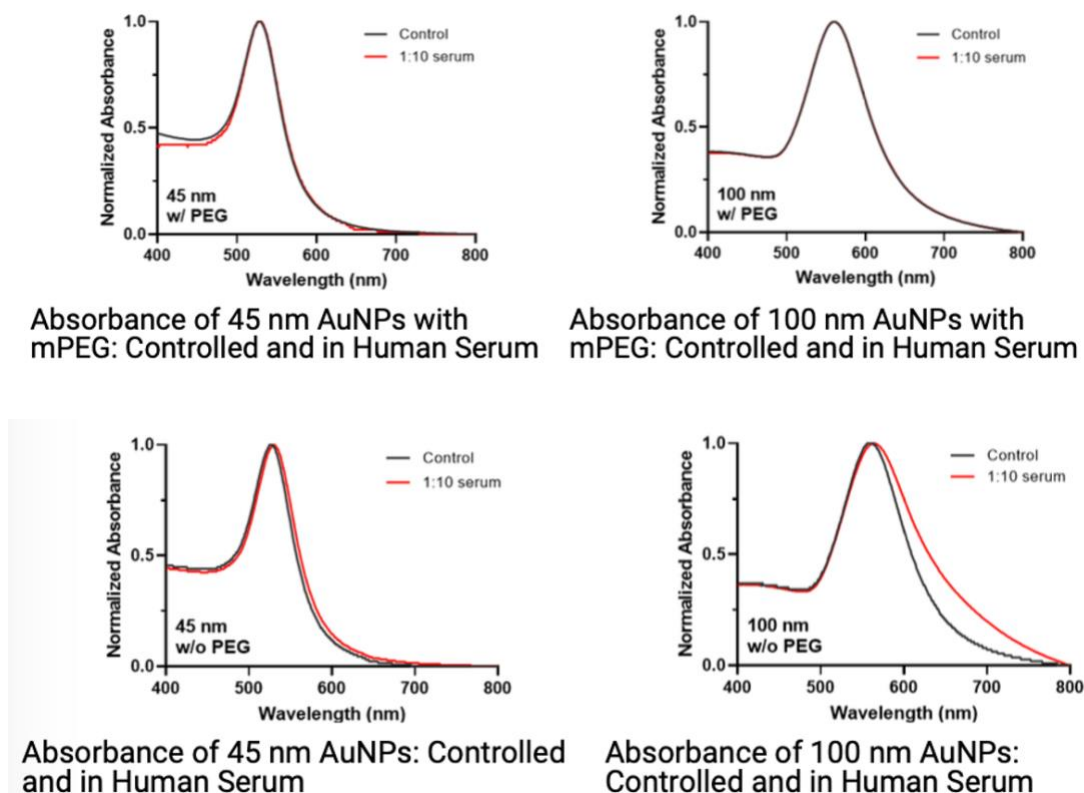 Normalized Absorbance
1.0
0.5
0.0
Control
1:10 serum
45 nm
w/ PEG
400 500 600 700 800
Wavelength (nm)
Absorbance of 45 nm AuNPs with
mPEG: Controlled and in Human Serum
Normalized Absorbance
1.0
0.5
0.0
Control
1:10 serum
100 nm
w/ PEG
400 500 600 700 800
Wavelength (nm)
Absorbance of 100 nm AuNPs with
mPEG: Controlled and in Human Serum
Normalized Absorbance
1.0
0.5
0.0
Control
1:10 serum
45 nm
w/o PEG
400 500 600 700 800
Wavelength (nm)
Absorbance of 45 nm AuNPs: Controlled
and in Human Serum
Normalized Absorbance
1.0
0.5
0.0
Control
1:10 serum
100 nm
w/o PEG
400 500 600 700 800
Wavelength (nm)
Absorbance of 100 nm AuNPs:
Controlled and in Human Serum